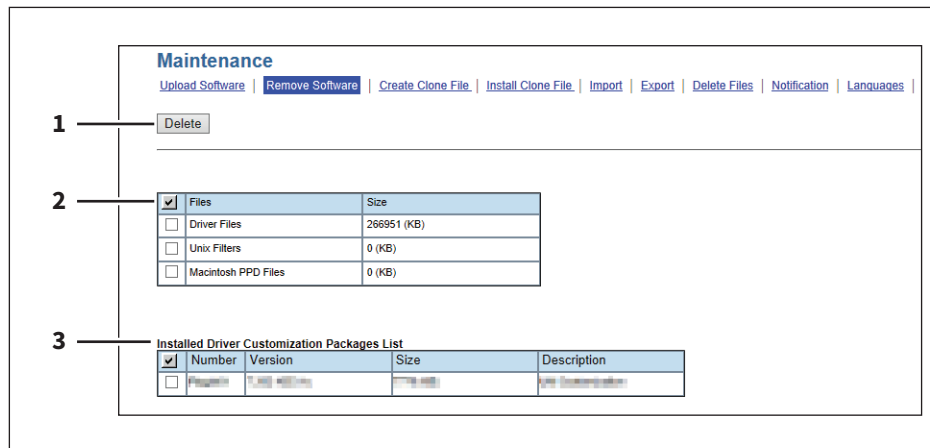 Maintenance
Upload Software | Remove Software | Create Clone File | Install Clone File | Import | Export | Delete Files | Notification | Languages |
1 Delete
2 Files Size
Driver Files 266951 (KB)
Unix Filters 0 (KB)
Macintosh PPD Files 0 (KB)
3 Installed Driver Customization Packages List
Number Version Size Description